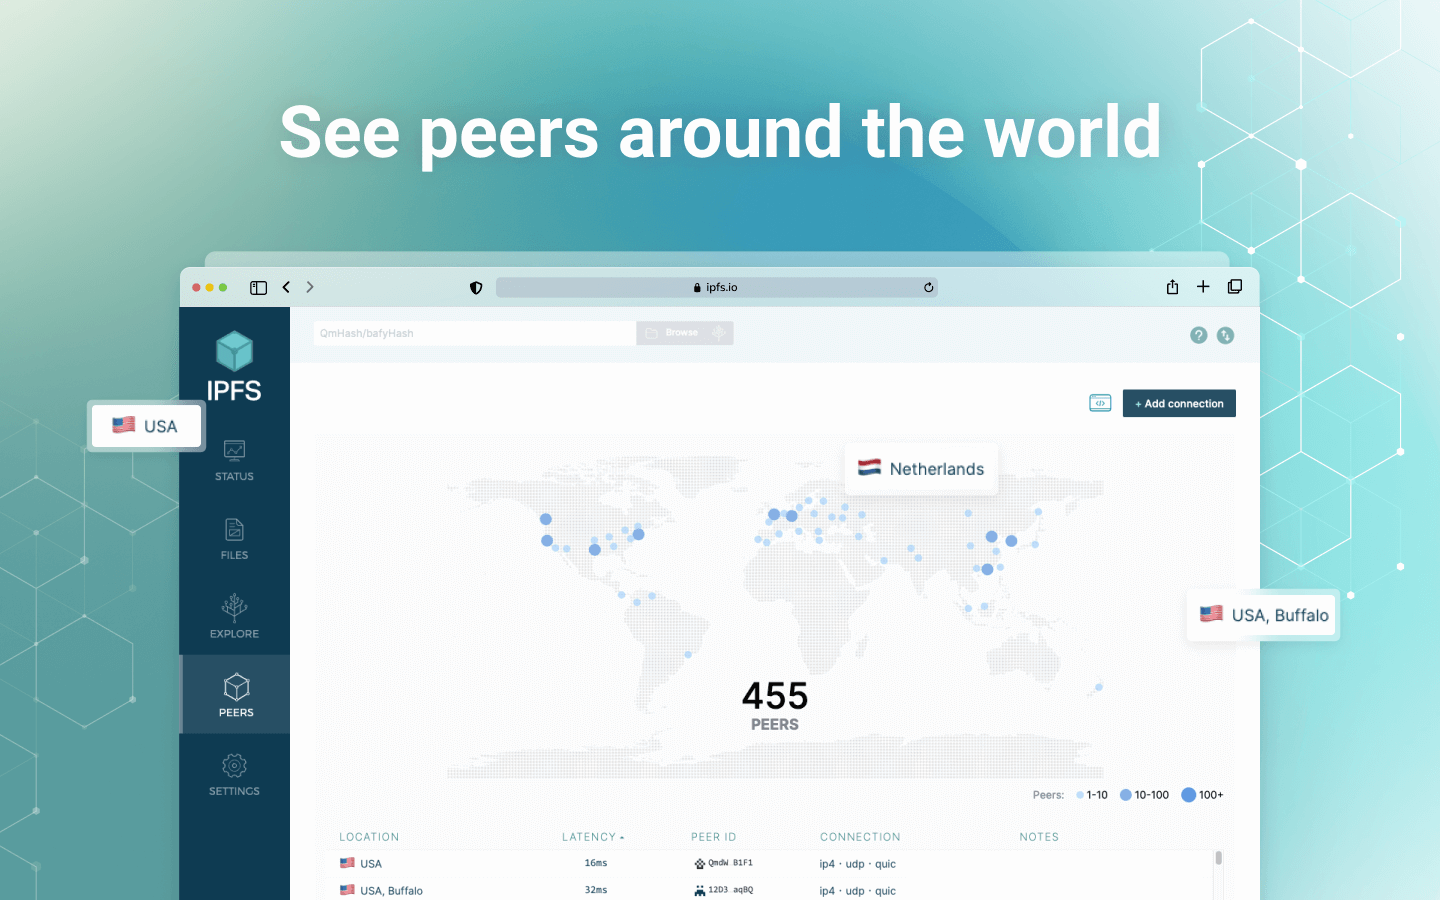 See peers around the world
ipfs.io
QmHash/bafyHash
Browse
IPFS
+ Add connection
USA
STATUS
Netherlands
FILES
EXPLORE
USA, Buffalo
PEERS
455
PEERS
SETTINGS
Peers: 1-10 10-100 100+
LOCATION LATENCY PEER ID CONNECTION NOTES
USA 16ms QmdW B1F1 ip4 · udp · quic
USA, Buffalo 32ms 12D3 aqBQ ip4 · udp · quic